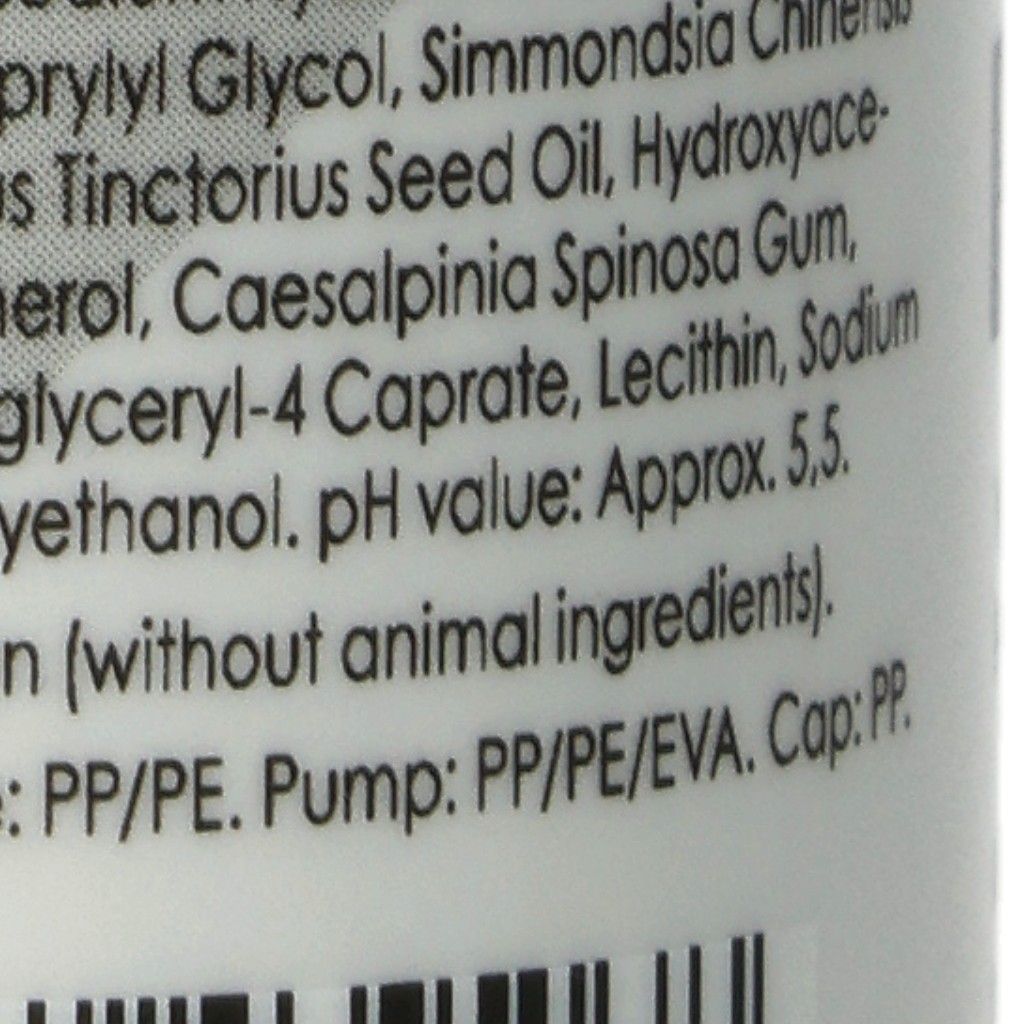 prylyl Glycol, Simmondsia Chinensis
s Tinctorius Seed Oil, Hydroxyace-
erol, Caesalpinia Spinosa Gum,
glyceryl-4 Caprate, Lecithin, Sodium
yethanol. pH value: Approx. 5,5.
n (without animal ingredients).
: PP/PE. Pump: PP/PE/EVA. Cap: PP.